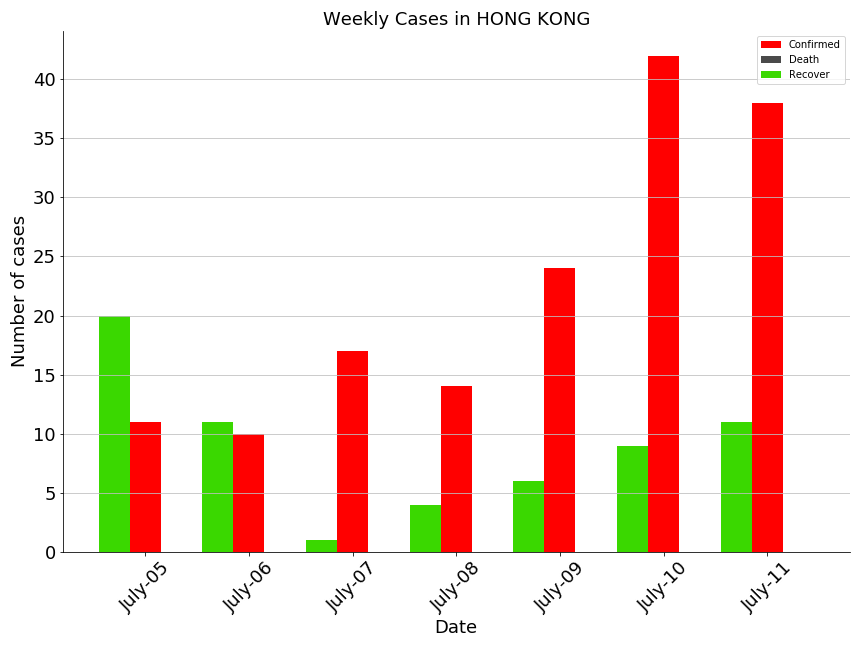 Weekly Cases in HONG KONG
Confirmed
Death
Recover
Number of cases
40
35
30
25
20
15
10
5
0
July-05
July-06
July-07
July-08
July-09
July-10
July-11
Date